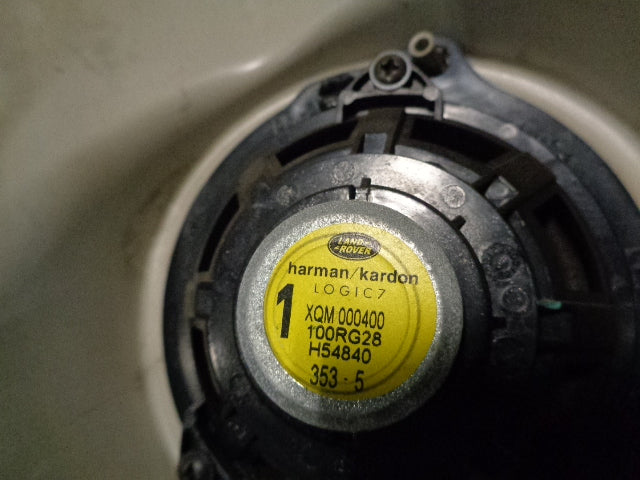 LAND-
ROVER
harman/kardon
LOGIC7
1
XQM 000400
100RG28
H54840
353 5